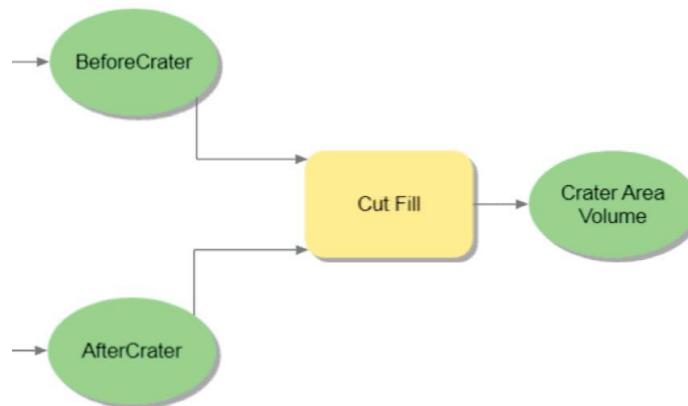 BeforeCrater
Cut Fill
Crater Area
Volume
AfterCrater